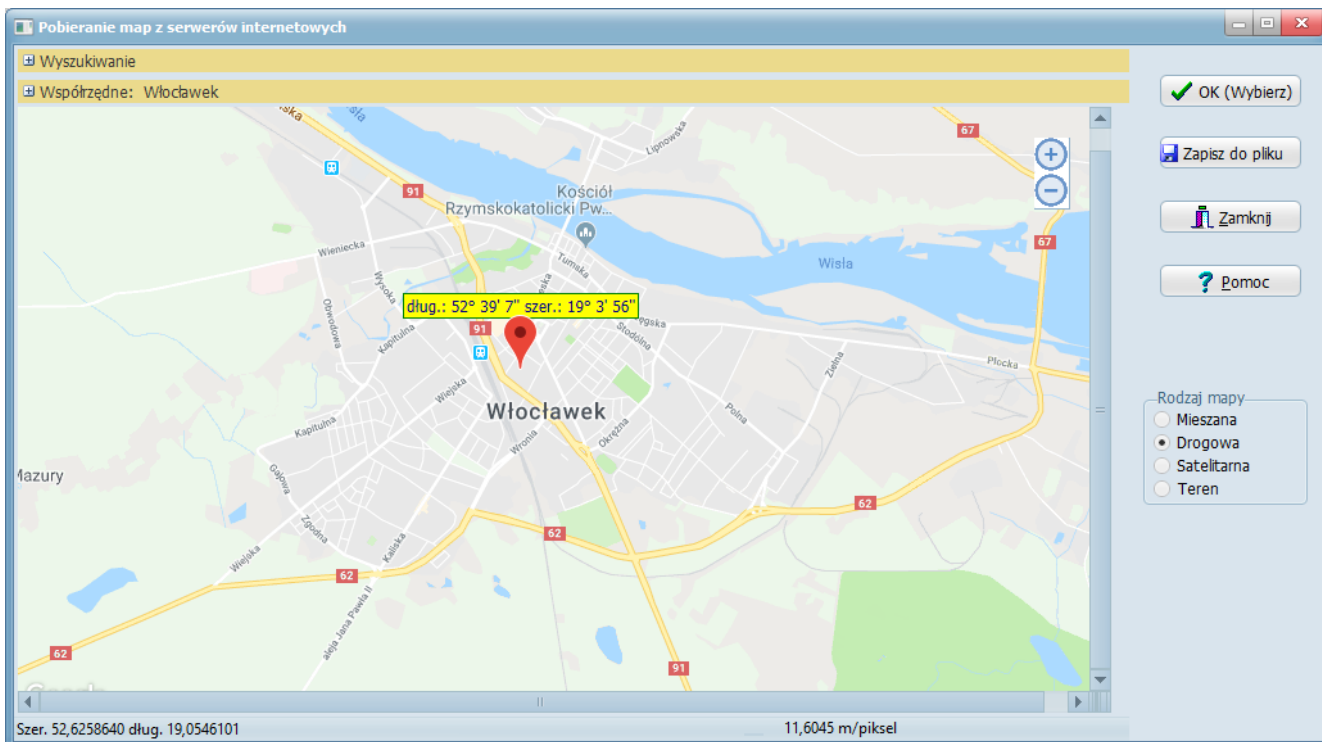 Pobieranie map z serwerów internetowych
Wyszukiwanie
Współrzędne: Włocławek
OK (Wybierz)
Zapisz do pliku
Zamknij
Pomoc
Rodzaj mapy
Mieszana
Drogowa
Satelitarna
Teren
67
Lipnowska
91
Kościół
Rzymskokatolicki Pw...
Wieniecka
67
Tumska
Wisła
Wysoka
Obwodowa
dług.: 52° 39' 7" szer.: 19° 3' 56"
Kapitulna
91
Stodólna
Płocka
Zielna
Wiejska
Polna
Włocławek
Kapitulna
Wronia
Okrężna
Gajowa
62
Zgodna
62
Kaliska
Wiejska
62
aleja Jana Pawła II
62
91
Szer. 52,6258640 dług. 19,0546101
11,6045 m/piksel